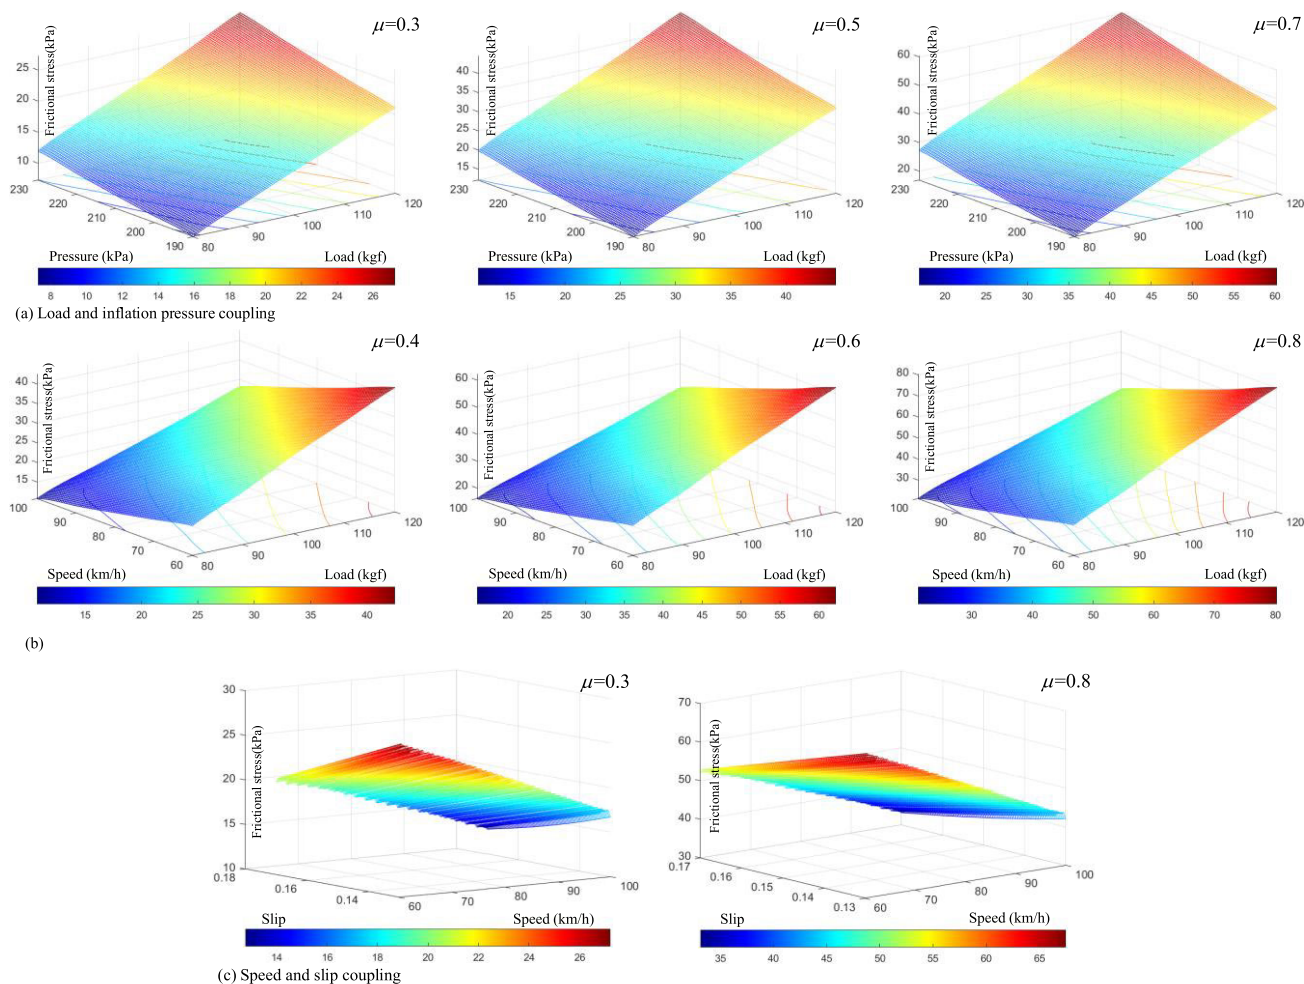 μ=0.3
Frictional stress(kPa)
25
20
15
10
230
220
210
200
190
80
90
100
110
120
Pressure (kPa)
Load (kgf)
8 10 12 14 16 18 20 22 24 26
μ=0.5
Frictional stress(kPa)
40
35
30
25
20
15
230
220
210
200
190
80
90
100
110
120
Pressure (kPa)
Load (kgf)
15 20 25 30 35 40
μ=0.7
Frictional stress(kPa)
60
50
40
30
20
230
220
210
200
190
80
90
100
110
120
Pressure (kPa)
Load (kgf)
20 25 30 35 40 45 50 55 60
(a) Load and inflation pressure coupling
μ=0.4
Frictional stress(kPa)
40
35
30
25
20
15
100
90
80
70
60
80
90
100
110
120
Speed (km/h)
Load (kgf)
15 20 25 30 35 40
μ=0.6
Frictional stress(kPa)
60
50
40
30
20
100
90
80
70
60
80
90
100
110
120
Speed (km/h)
Load (kgf)
20 25 30 35 40 45 50 55 60
μ=0.8
Frictional stress(kPa)
80
70
60
50
40
30
100
90
80
70
60
80
90
100
110
120
Speed (km/h)
Load (kgf)
30 40 50 60 70 80
(b)
μ=0.3
Frictional stress(kPa)
30
25
20
15
10
0.18
0.16
0.14
60
70
80
90
100
Slip
Speed (km/h)
14 16 18 20 22 24 26
μ=0.8
Frictional stress(kPa)
70
60
50
40
30
0.17
0.16
0.15
0.14
0.13
60
70
80
90
100
Slip
Speed (km/h)
35 40 45 50 55 60 65
(c) Speed and slip coupling